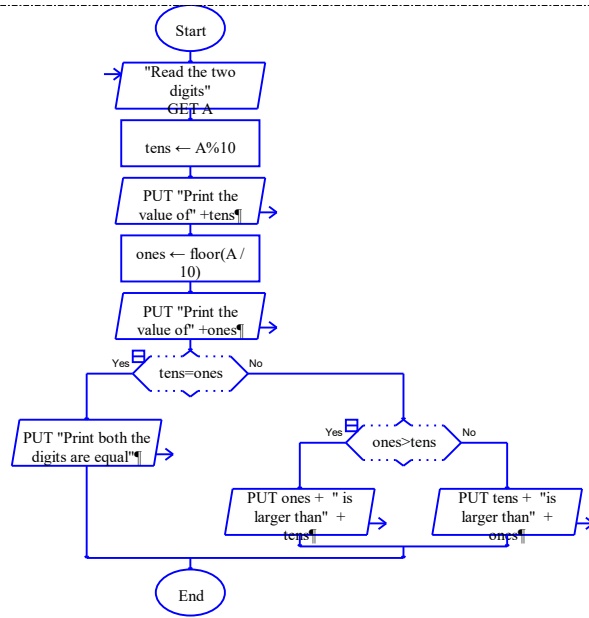 Start
"Read the two
digits"
GET A
tens ← A%10
PUT "Print the
value of" +tens¶
ones ← floor(A /
10)
PUT "Print the
value of" +ones¶
Yes
tens=ones
No
PUT "Print both the
digits are equal"¶
Yes
ones>tens
No
PUT ones +  " is
larger than"  +
tens¶
PUT tens +  "is
larger than"  +
ones¶
End